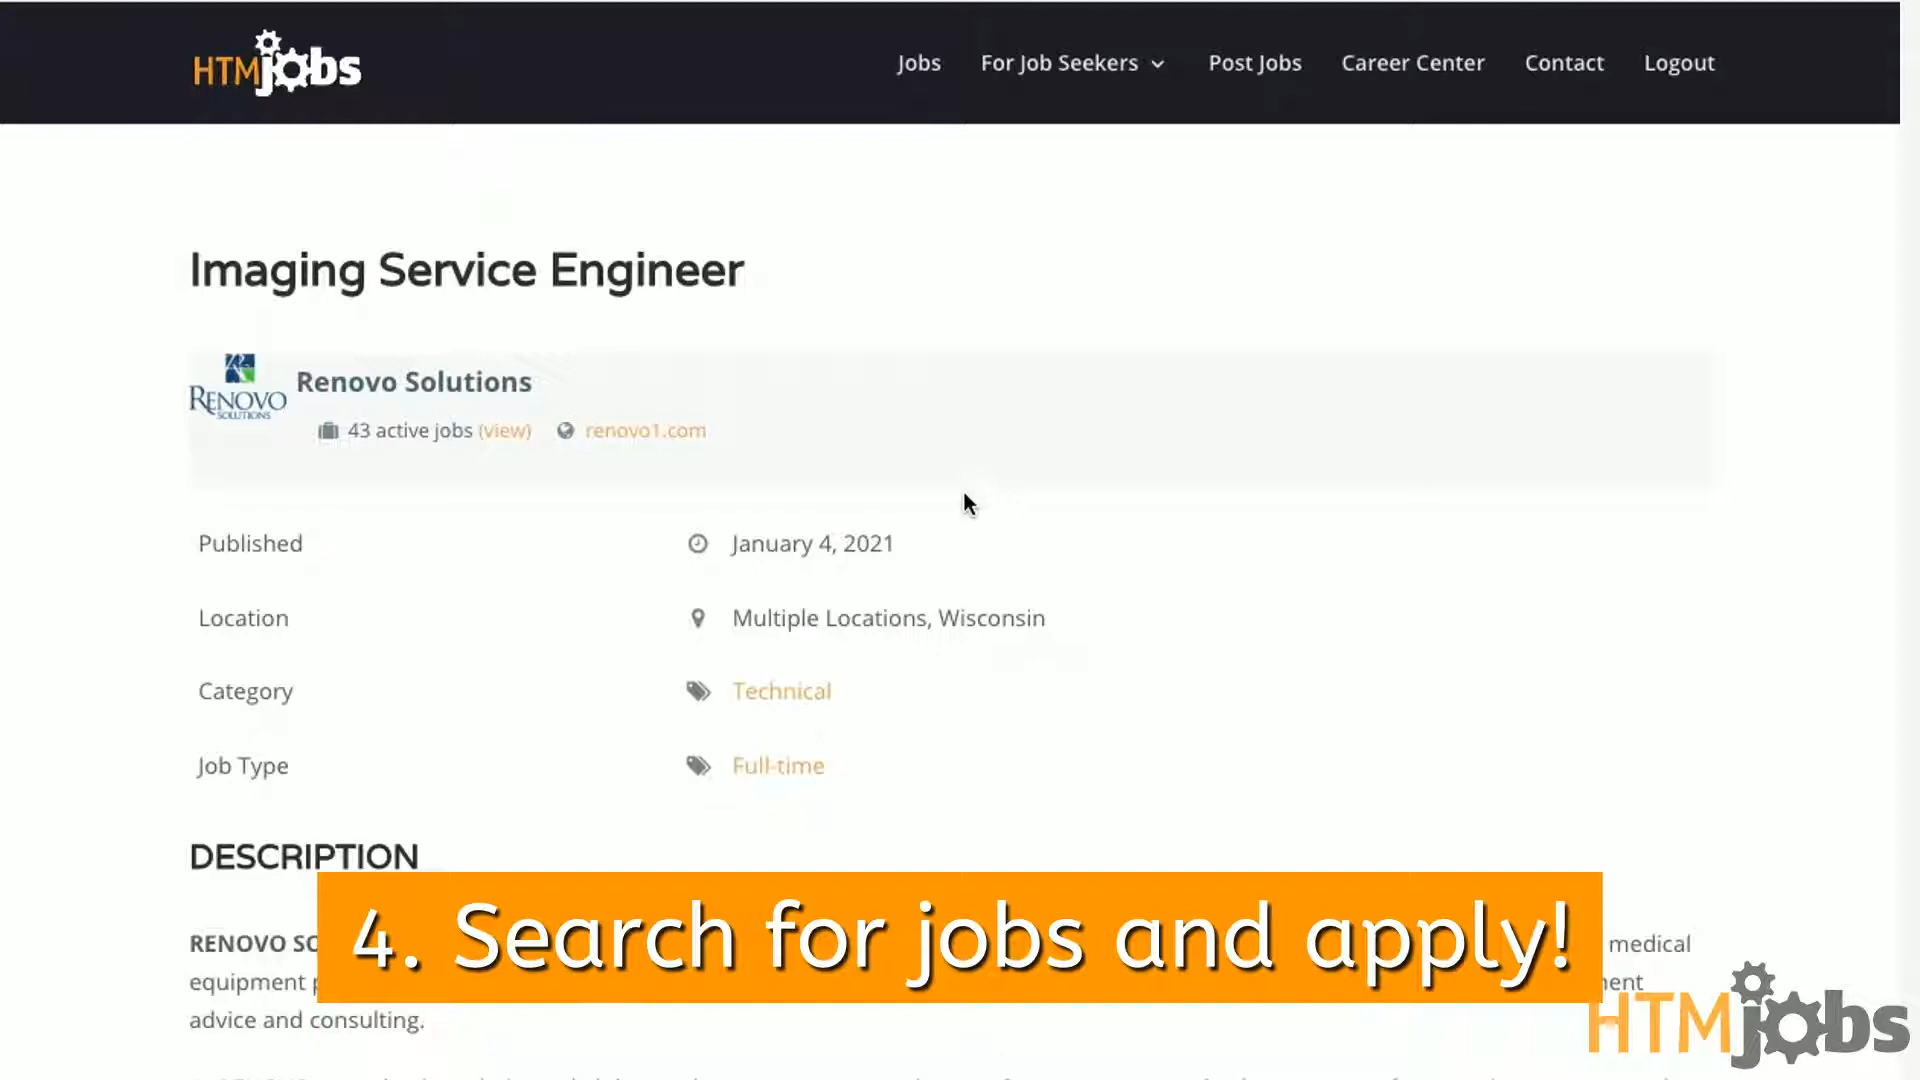 HTMjobs
Jobs For Job Seekers Post Jobs Career Center Contact Logout
Imaging Service Engineer
RENOVO
SOLUTIONS
Renovo Solutions
43 active jobs (view) renovo1.com
Published January 4, 2021
Location Multiple Locations, Wisconsin
Category Technical
Job Type Full-time
DESCRIPTION
4. Search for jobs and apply!
RENOVO medical
equipment
advice and consulting.
HTMjobs